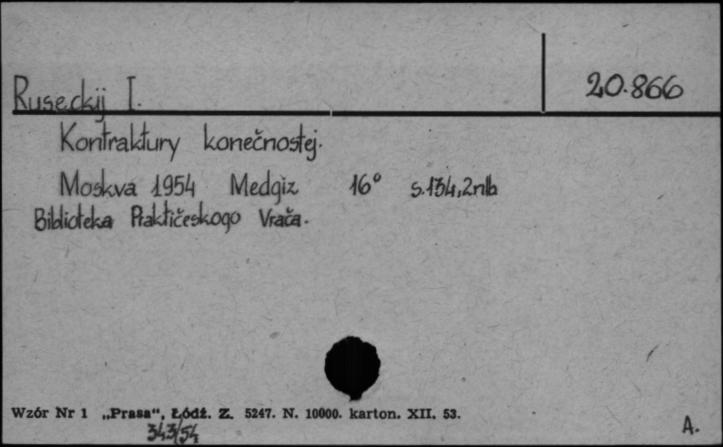 20.866
Ruseckij I.
Kontraktury konečnostej.
Moskva 1954 Medgiz 16° s.134,2nlb
Biblioteka Praktičeskogo Vrača.
Wzór Nr 1 „Prasa“, Łódź. Z. 5247. N. 10000. karton. XII. 53.
343/54
A.